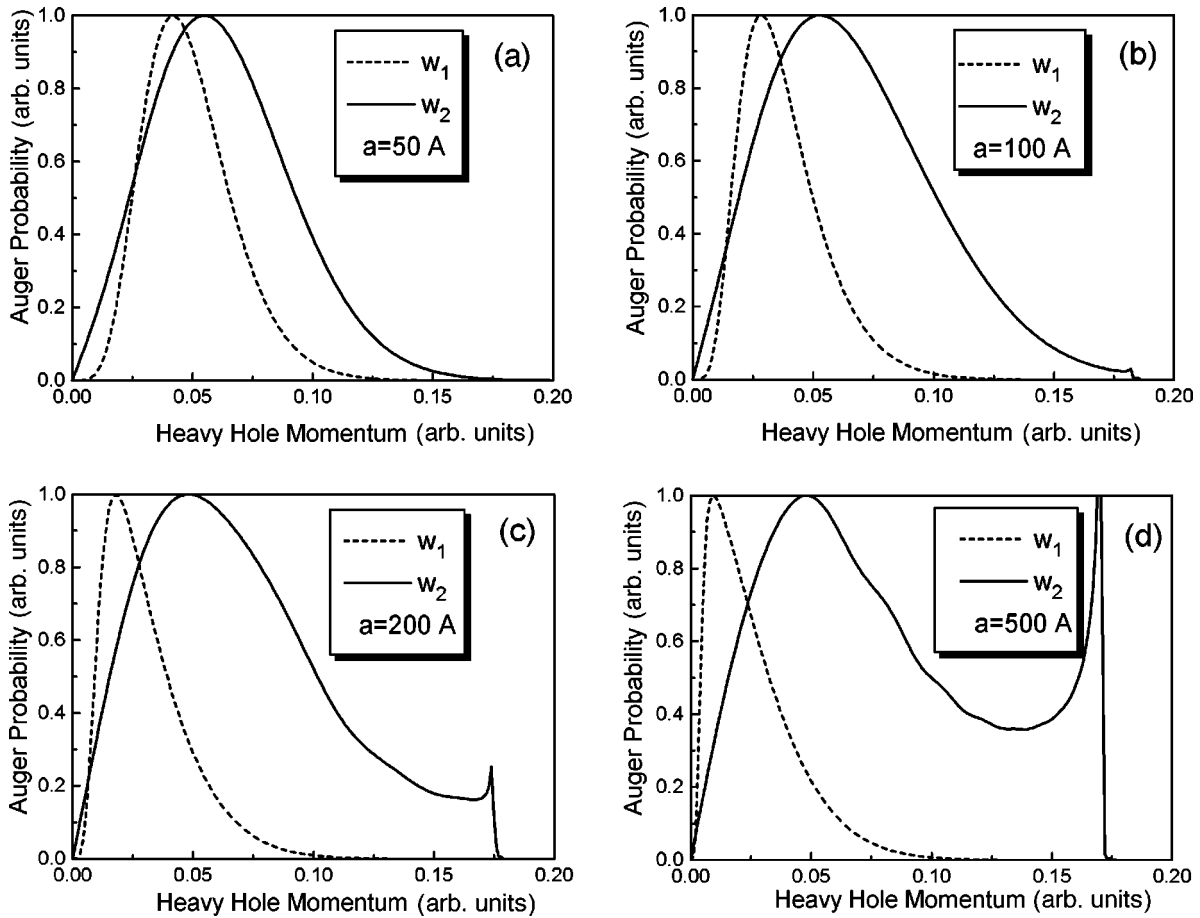 1.0
0.8
0.6
0.4
0.2
0.0
Auger Probability (arb. units)
w1
w2
a=50 A
(a)
0.00 0.05 0.10 0.15 0.20
Heavy Hole Momentum (arb. units)
1.0
0.8
0.6
0.4
0.2
0.0
Auger Probability (arb. units)
w1
w2
a=100 A
(b)
0.00 0.05 0.10 0.15 0.20
Heavy Hole Momentum (arb. units)
1.0
0.8
0.6
0.4
0.2
0.0
Auger Probability (arb. units)
w1
w2
a=200 A
(c)
0.00 0.05 0.10 0.15 0.20
Heavy Hole Momentum (arb. units)
1.0
0.8
0.6
0.4
0.2
0.0
Auger Probability (arb. units)
w1
w2
a=500 A
(d)
0.00 0.05 0.10 0.15 0.20
Heavy Hole Momentum (arb. units)